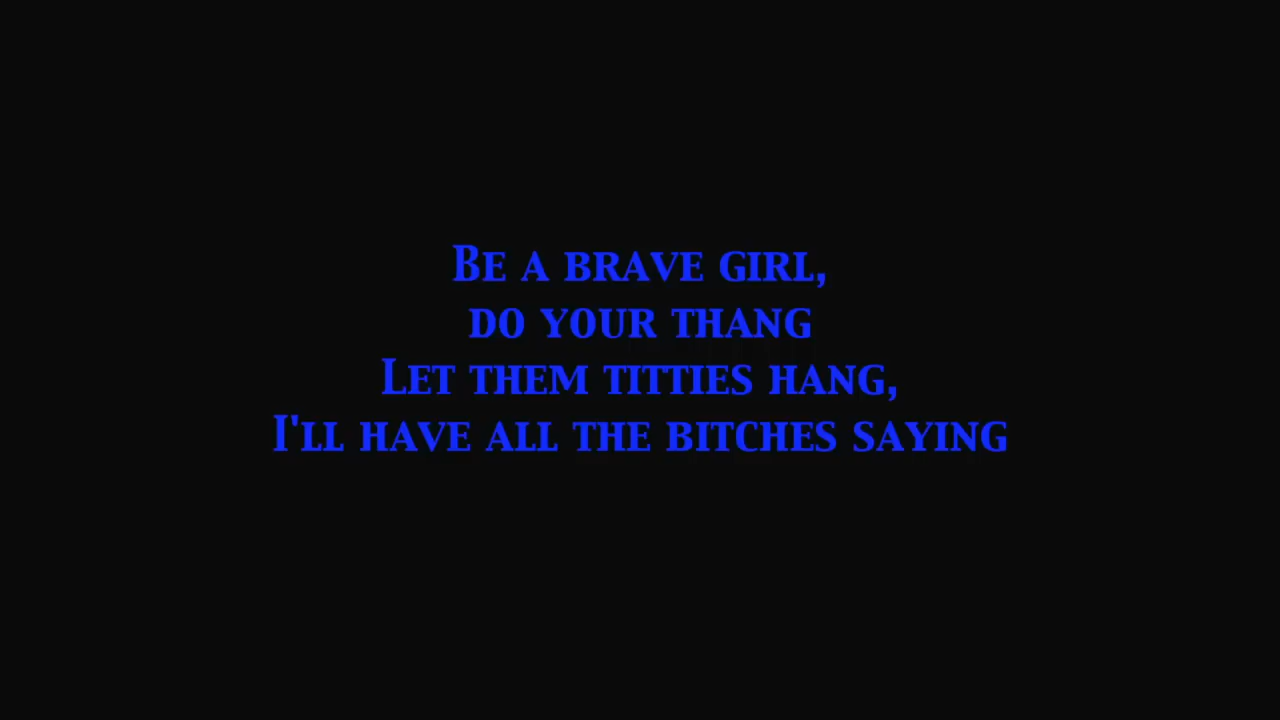 Be a brave girl,
do your thang
Let them titties hang,
I'll have all the bitches saying